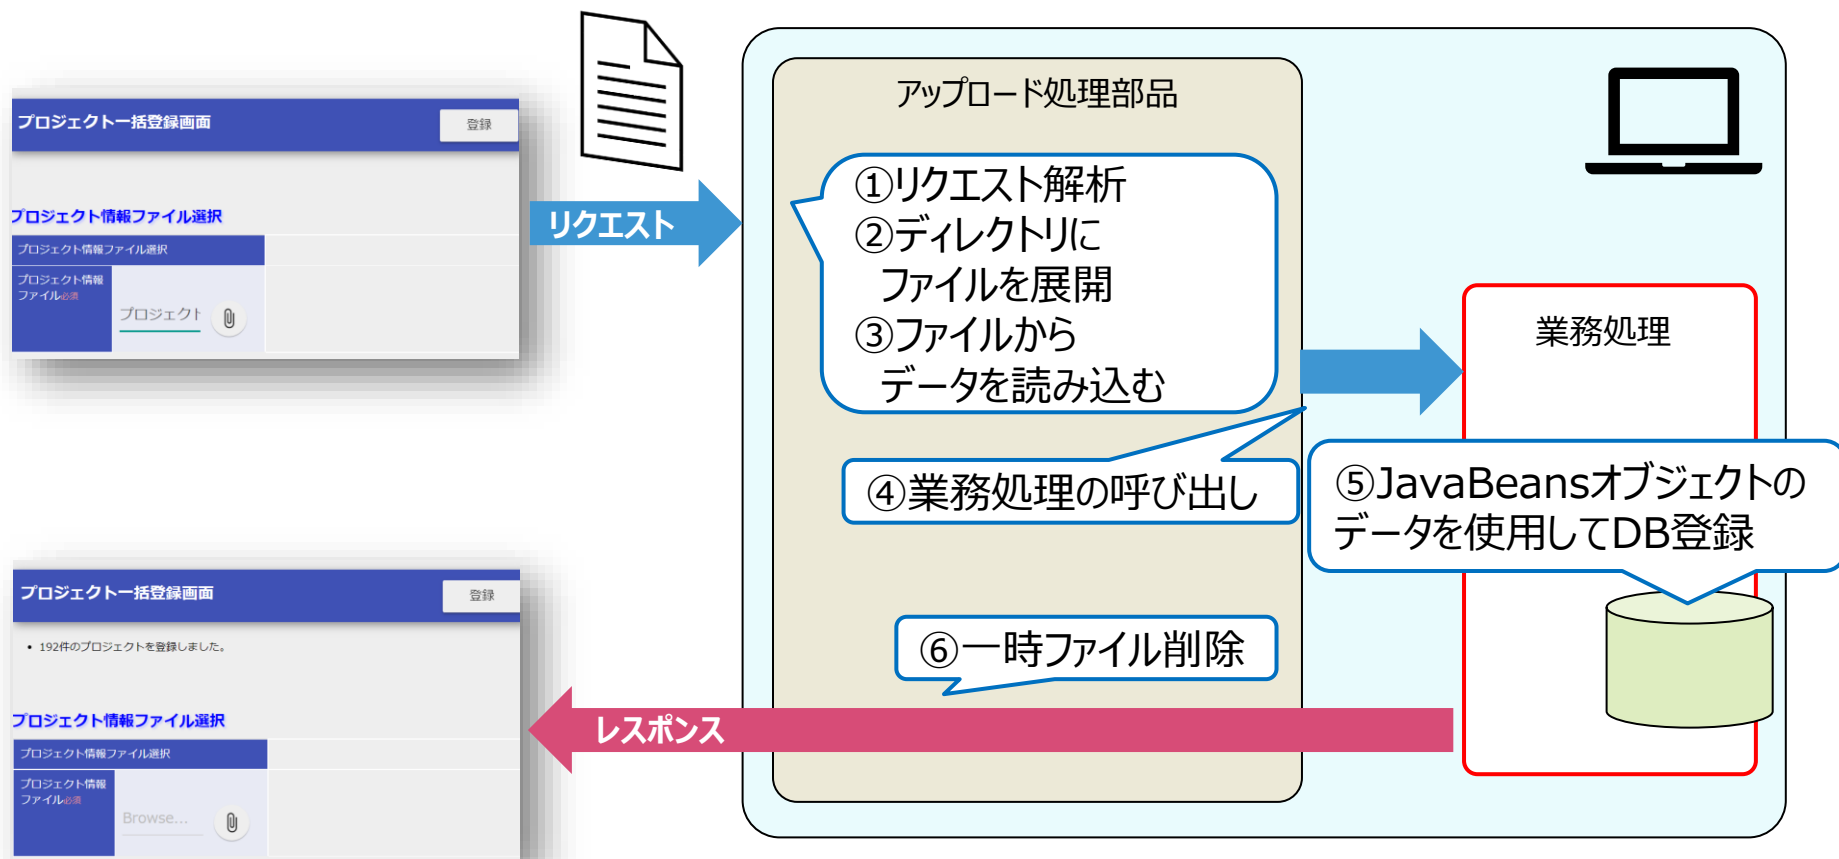 プロジェクト一括登録画面
登録
プロジェクト情報ファイル選択
プロジェクト情報ファイル選択
プロジェクト情報
ファイル必須
プロジェクト
リクエスト
アップロード処理部品
①リクエスト解析
②ディレクトリに
ファイルを展開
③ファイルから
データを読み込む
④業務処理の呼び出し
業務処理
⑤JavaBeansオブジェクトの
データを使用してDB登録
⑥一時ファイル削除
レスポンス
プロジェクト一括登録画面
登録
• 192件のプロジェクトを登録しました。
プロジェクト情報ファイル選択
プロジェクト情報ファイル選択
プロジェクト情報
ファイル必須
Browse...